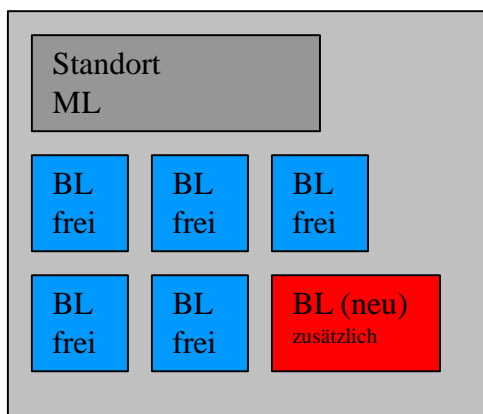 Standort
ML
BL
frei
BL
frei
BL
frei
BL
frei
BL
frei
BL (neu)
zusätzlich